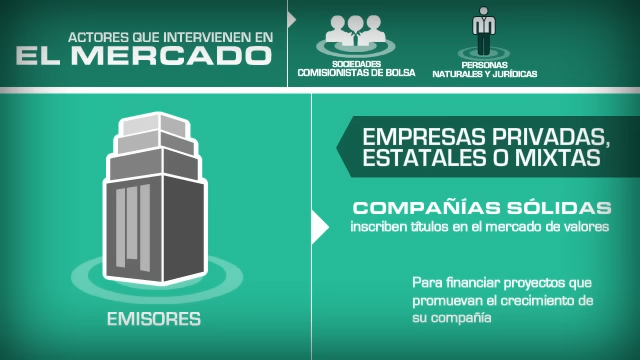 ACTORES QUE INTERVIENEN EN
EL MERCADO
SOCIEDADES
COMISIONISTAS DE BOLSA
PERSONAS
NATURALES Y JURÍDICAS
EMPRESAS PRIVADAS,
ESTATALES O MIXTAS
COMPAÑÍAS SÓLIDAS
inscriben títulos en el mercado de valores
Para financiar proyectos que
promuevan el crecimiento de
su compañía
EMISORES